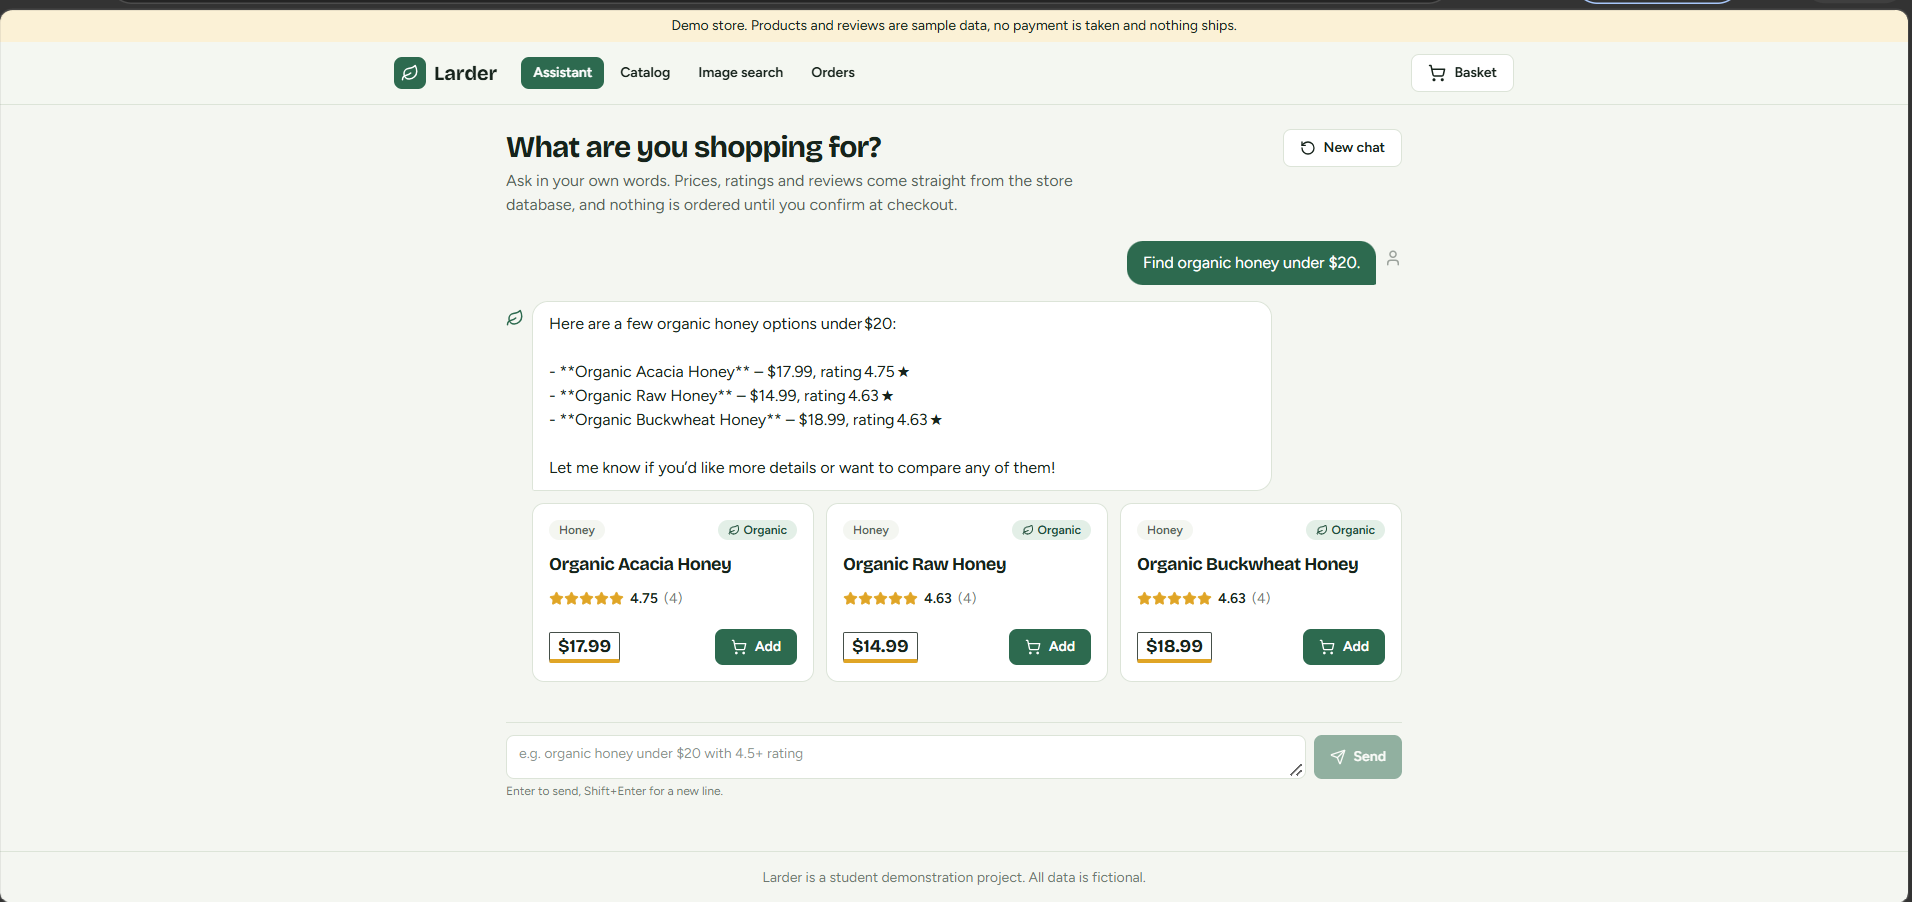 Demo store. Products and reviews are sample data, no payment is taken and nothing ships.
Larder
Assistant
Catalog
Image search
Orders
Basket
What are you shopping for?
New chat
Ask in your own words. Prices, ratings and reviews come straight from the store
database, and nothing is ordered until you confirm at checkout.
Find organic honey under $20.
Here are a few organic honey options under $20:
- **Organic Acacia Honey** – $17.99, rating 4.75 ★
- **Organic Raw Honey** – $14.99, rating 4.63 ★
- **Organic Buckwheat Honey** – $18.99, rating 4.63 ★
Let me know if you’d like more details or want to compare any of them!
Honey
Organic
Organic Acacia Honey
4.75 (4)
$17.99
Add
Honey
Organic
Organic Raw Honey
4.63 (4)
$14.99
Add
Honey
Organic
Organic Buckwheat Honey
4.63 (4)
$18.99
Add
e.g. organic honey under $20 with 4.5+ rating
Send
Enter to send, Shift+Enter for a new line.
Larder is a student demonstration project. All data is fictional.